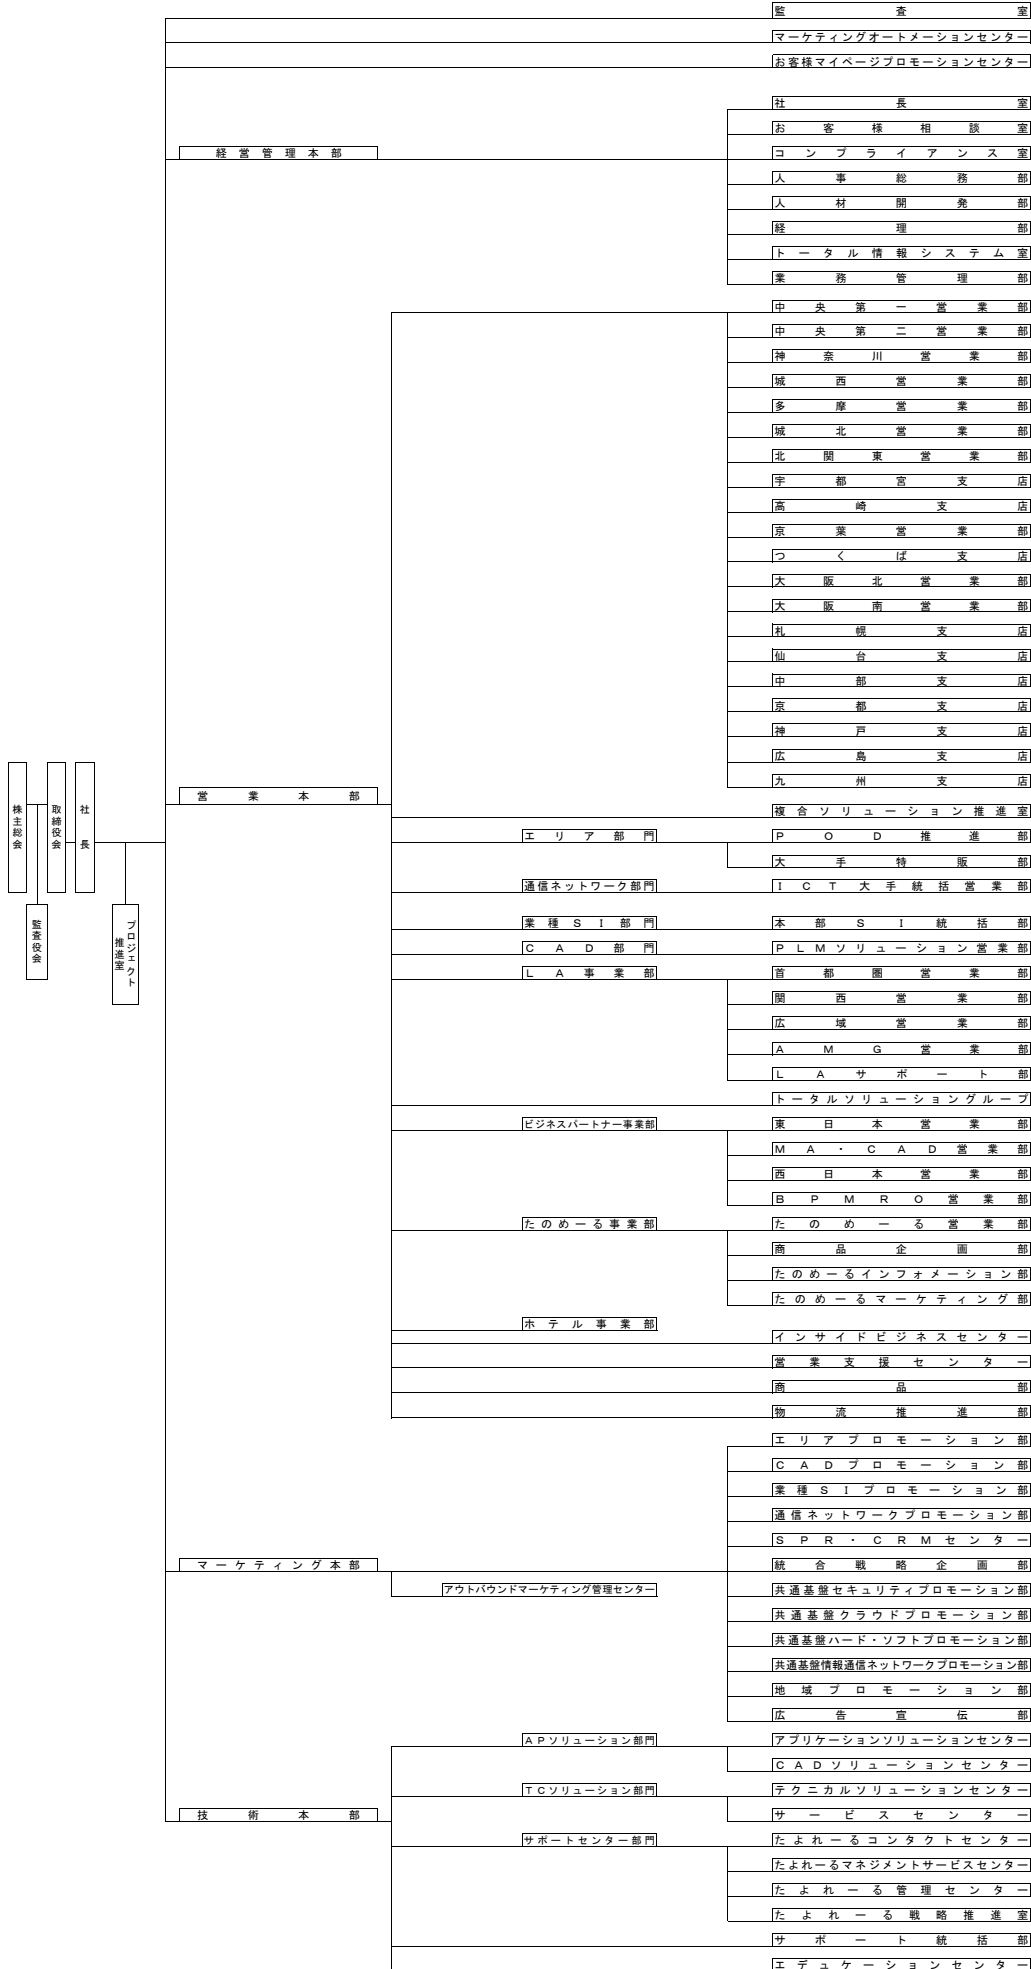 監査室
マーケティングオートメーションセンター
お客様マイページプロモーションセンター
社長室
お客様相談室
経営管理本部
コンプライアンス室
人事総務部
人材開発部
経理部
トータル情報システム室
業務管理部
中央第一営業部
中央第二営業部
神奈川営業部
城西営業部
多摩営業部
城北営業部
北関東営業部
宇都宮支店
高崎支店
京葉営業部
つくば支店
大阪北営業部
大阪南営業部
札幌支店
仙台支店
中部支店
京都支店
神戸支店
広島支店
九州支店
株主総会
取締役会
社長
監査役会
プロジェクト
推進室
営業本部
複合ソリューション推進室
エリア部門
POD推進部
大手特販部
通信ネットワーク部門
ICT大手統括営業部
業種SI部門
本部SI統括部
CAD部門
PLMソリューション営業部
LA事業部
首都圏営業部
関西営業部
広域営業部
AMG営業部
LAサポート部
トータルソリューショングループ
ビジネスパートナー事業部
東日本営業部
MA・CAD営業部
西日本営業部
BPMRO営業部
たのめーる事業部
たのめーる営業部
商品企画部
たのめーるインフォメーション部
たのめーるマーケティング部
ホテル事業部
インサイドビジネスセンター
営業支援センター
商品部
物流推進部
エリアプロモーション部
CADプロモーション部
業種SIプロモーション部
通信ネットワークプロモーション部
SPR・CRMセンター
マーケティング本部
統合戦略企画部
アウトバウンドマーケティング管理センター
共通基盤セキュリティプロモーション部
共通基盤クラウドプロモーション部
共通基盤ハード・ソフトプロモーション部
共通基盤情報通信ネットワークプロモーション部
地域プロモーション部
広告宣伝部
APソリューション部門
アプリケーションソリューションセンター
CADソリューションセンター
TCソリューション部門
テクニカルソリューションセンター
技術本部
サービスセンター
サポートセンター部門
たよれーるコンタクトセンター
たよれーるマネジメントサービスセンター
たよれーる管理センター
たよれーる戦略推進室
サポート統括部
エデュケーションセンター